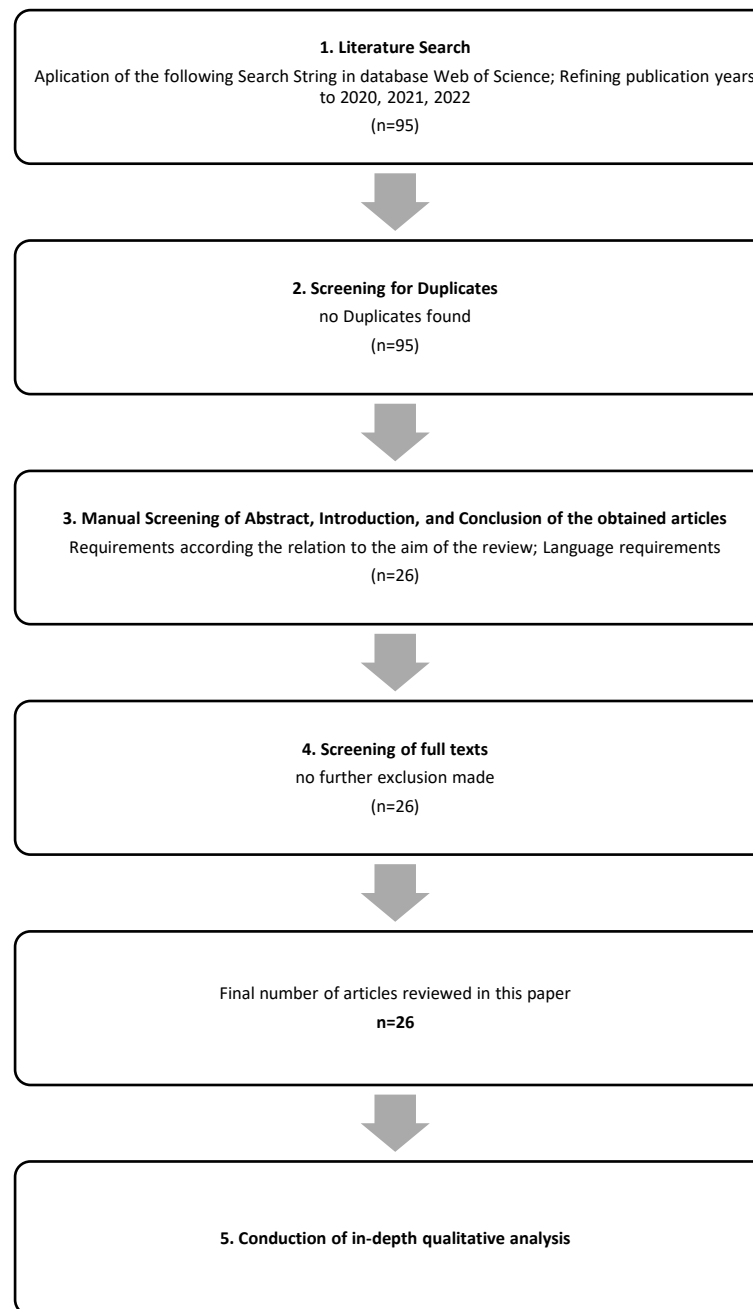 1. Literature Search
Aplication of the following Search String in database Web of Science; Refining publication years
to 2020, 2021, 2022
(n=95)
2. Screening for Duplicates
no Duplicates found
(n=95)
3. Manual Screening of Abstract, Introduction, and Conclusion of the obtained articles
Requirements according the relation to the aim of the review; Language requirements
(n=26)
4. Screening of full texts
no further exclusion made
(n=26)
Final number of articles reviewed in this paper
n=26
5. Conduction of in-depth qualitative analysis